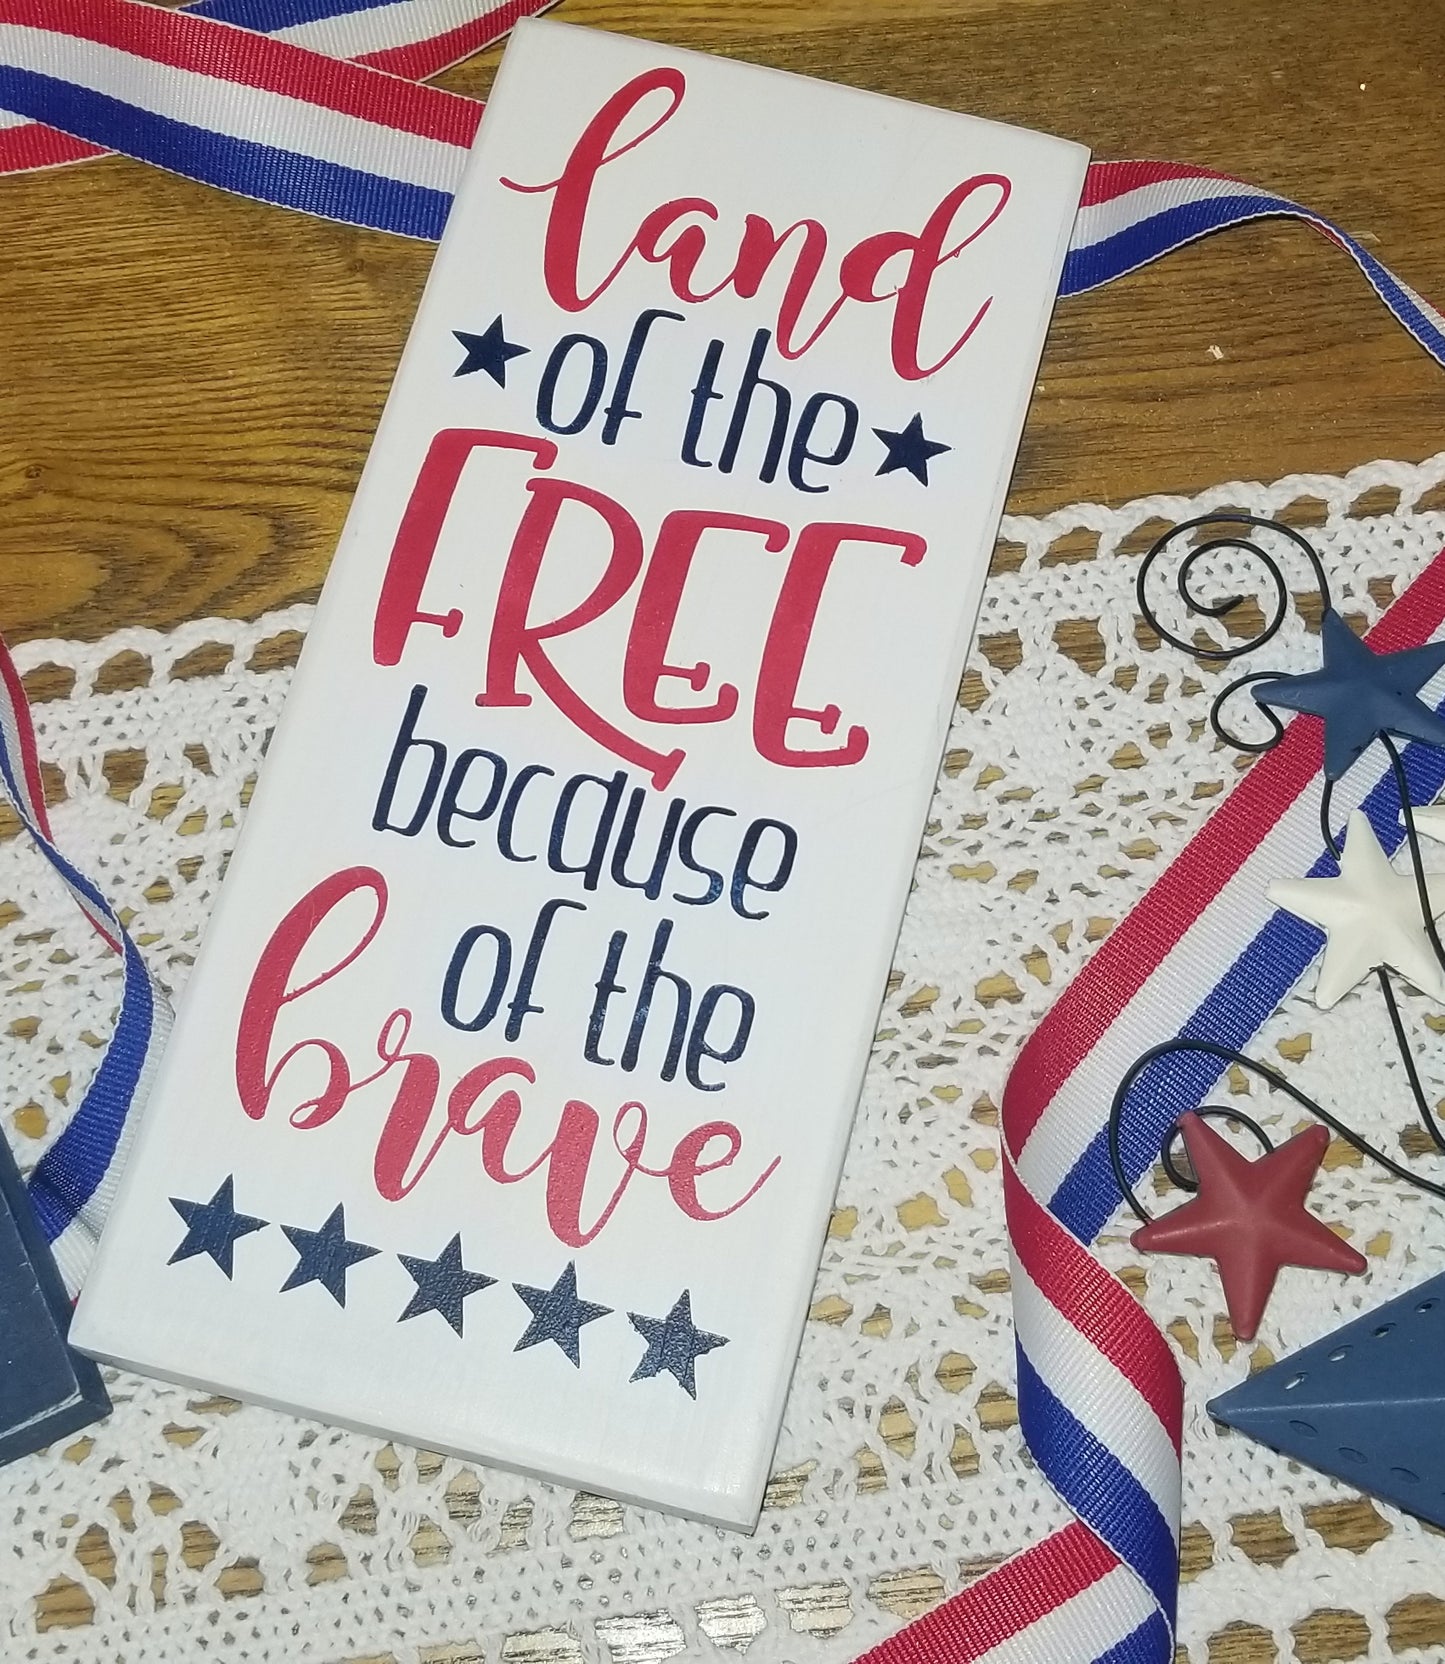 land
of the
FREE
because
of the
brave